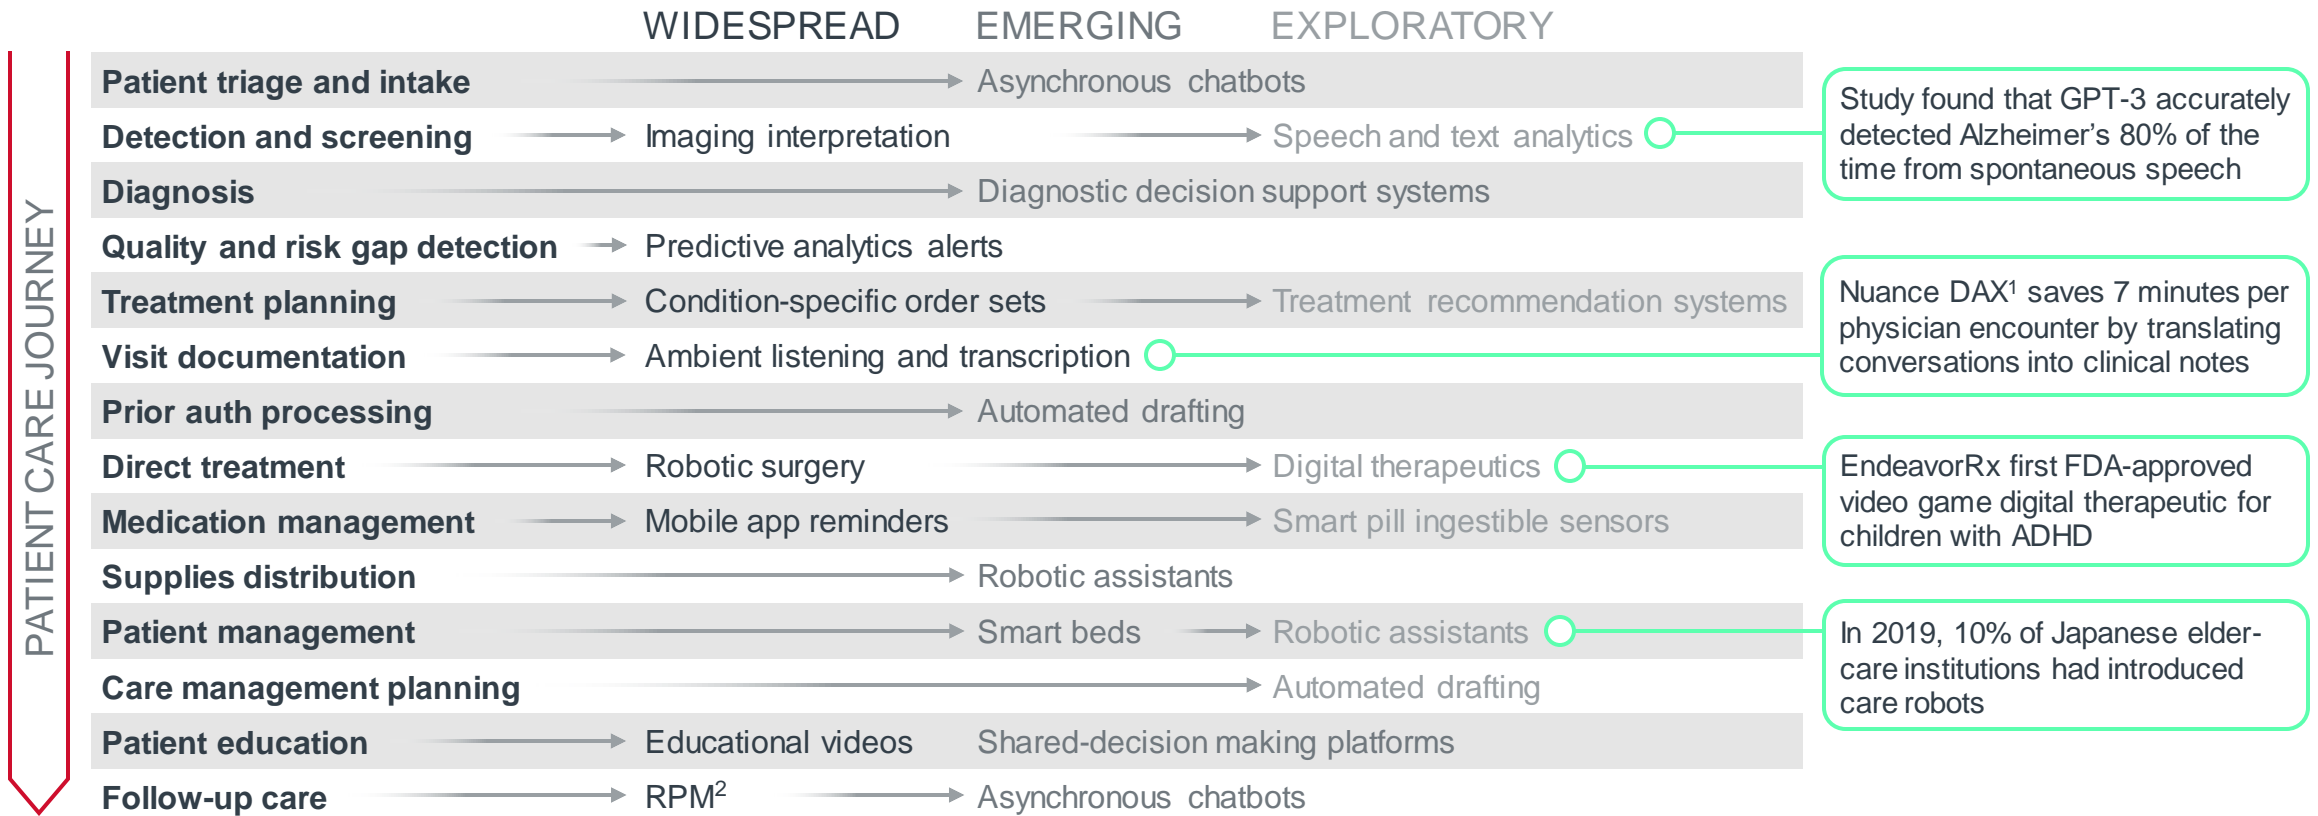 WIDESPREAD EMERGING EXPLORATORY
PATIENT CARE JOURNEY
Patient triage and intake Asynchronous chatbots
Detection and screening Imaging interpretation Speech and text analytics
Diagnosis Diagnostic decision support systems
Quality and risk gap detection Predictive analytics alerts
Treatment planning Condition-specific order sets Treatment recommendation systems
Visit documentation Ambient listening and transcription
Prior auth processing Automated drafting
Direct treatment Robotic surgery Digital therapeutics
Medication management Mobile app reminders Smart pill ingestible sensors
Supplies distribution Robotic assistants
Patient management Smart beds Robotic assistants
Care management planning Automated drafting
Patient education Educational videos Shared-decision making platforms
Follow-up care RPM² Asynchronous chatbots
Study found that GPT-3 accurately
detected Alzheimer’s 80% of the
time from spontaneous speech
Nuance DAX¹ saves 7 minutes per
physician encounter by translating
conversations into clinical notes
EndeavorRx first FDA-approved
video game digital therapeutic for
children with ADHD
In 2019, 10% of Japanese elder-
care institutions had introduced
care robots